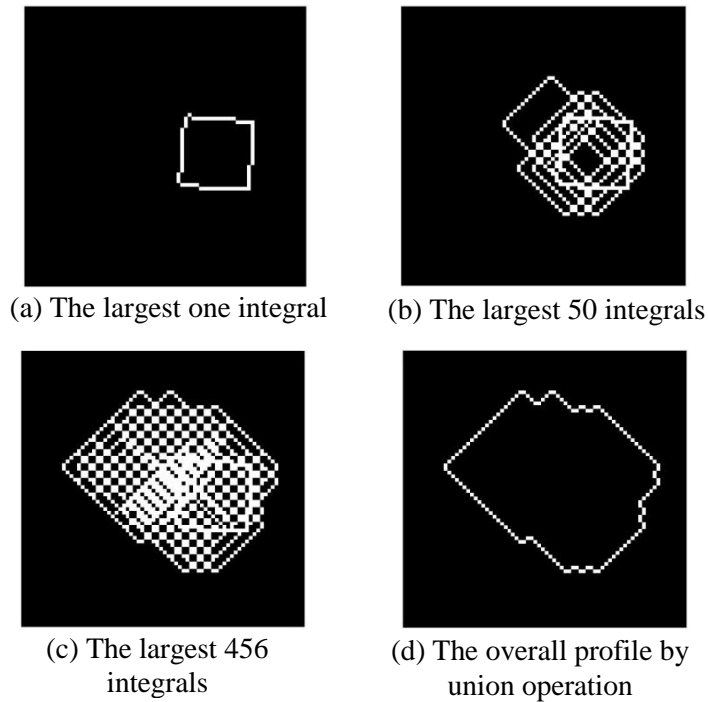 (a) The largest one integral
(b) The largest 50 integrals
(c) The largest 456
integrals
(d) The overall profile by
union operation